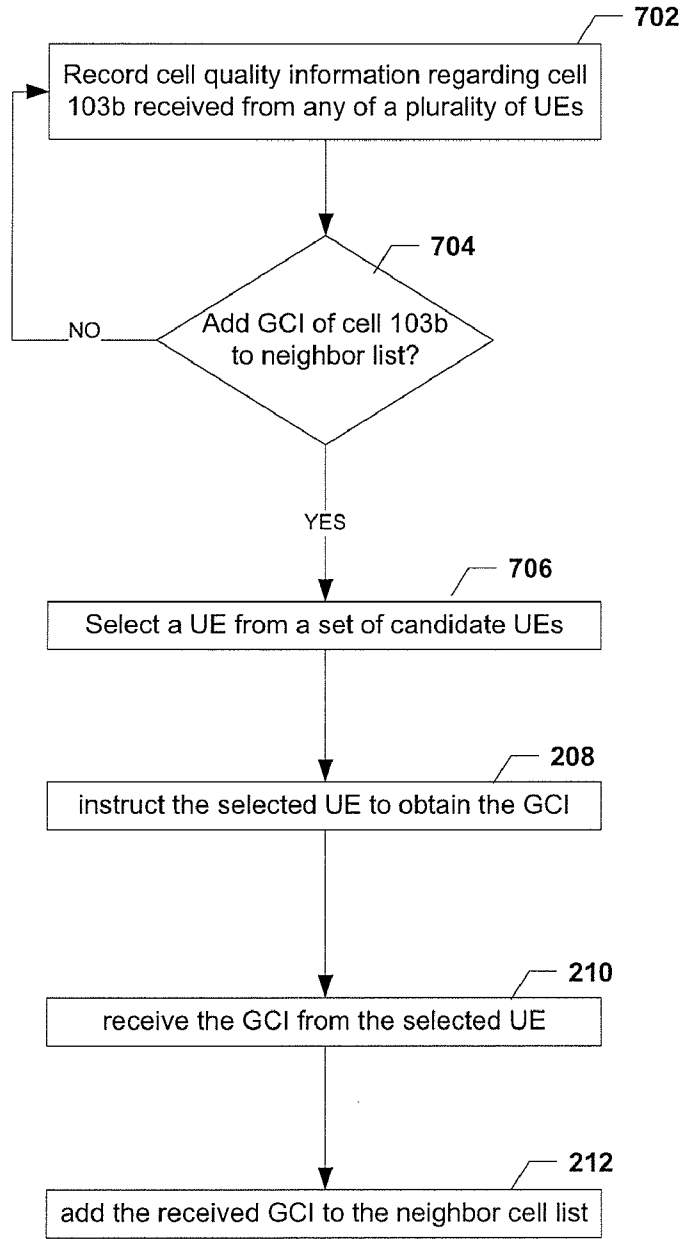 702
Record cell quality information regarding cell
103b received from any of a plurality of UEs
704
Add GCI of cell 103b
to neighbor list?
NO
YES
706
Select a UE from a set of candidate UEs
208
instruct the selected UE to obtain the GCI
210
receive the GCI from the selected UE
212
add the received GCI to the neighbor cell list